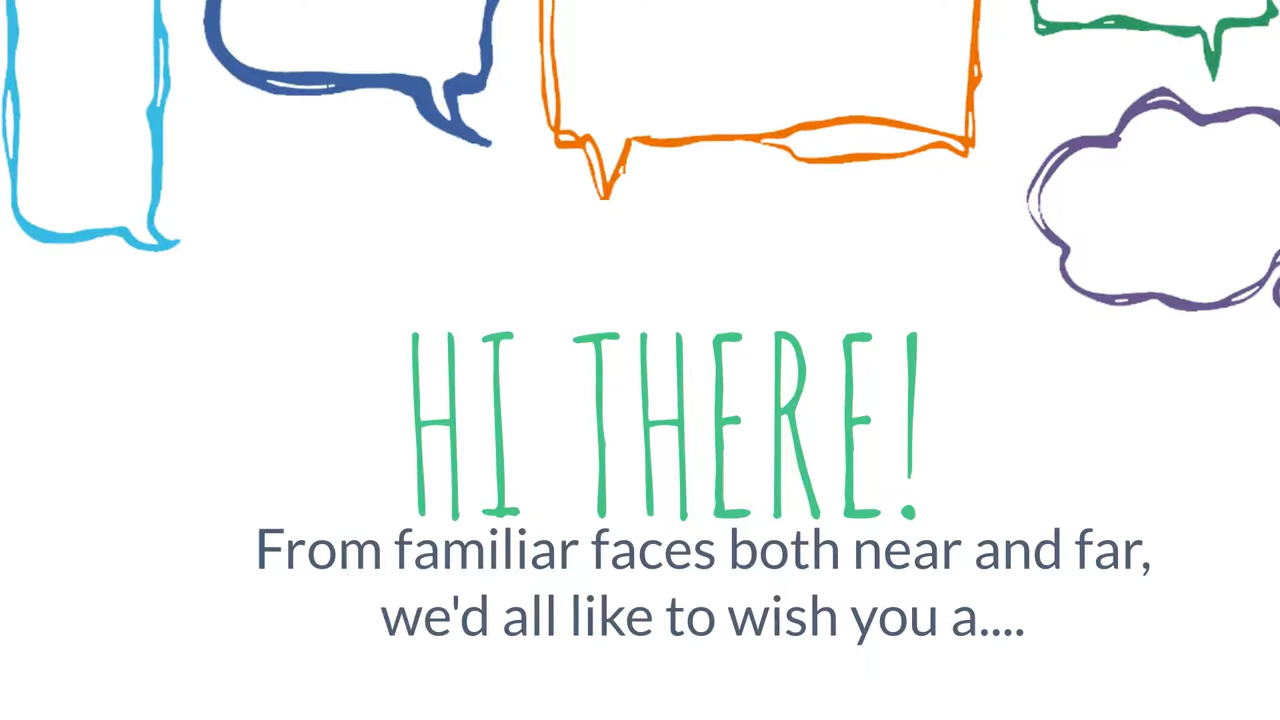 HI THERE!
From familiar faces both near and far,
we'd all like to wish you a....